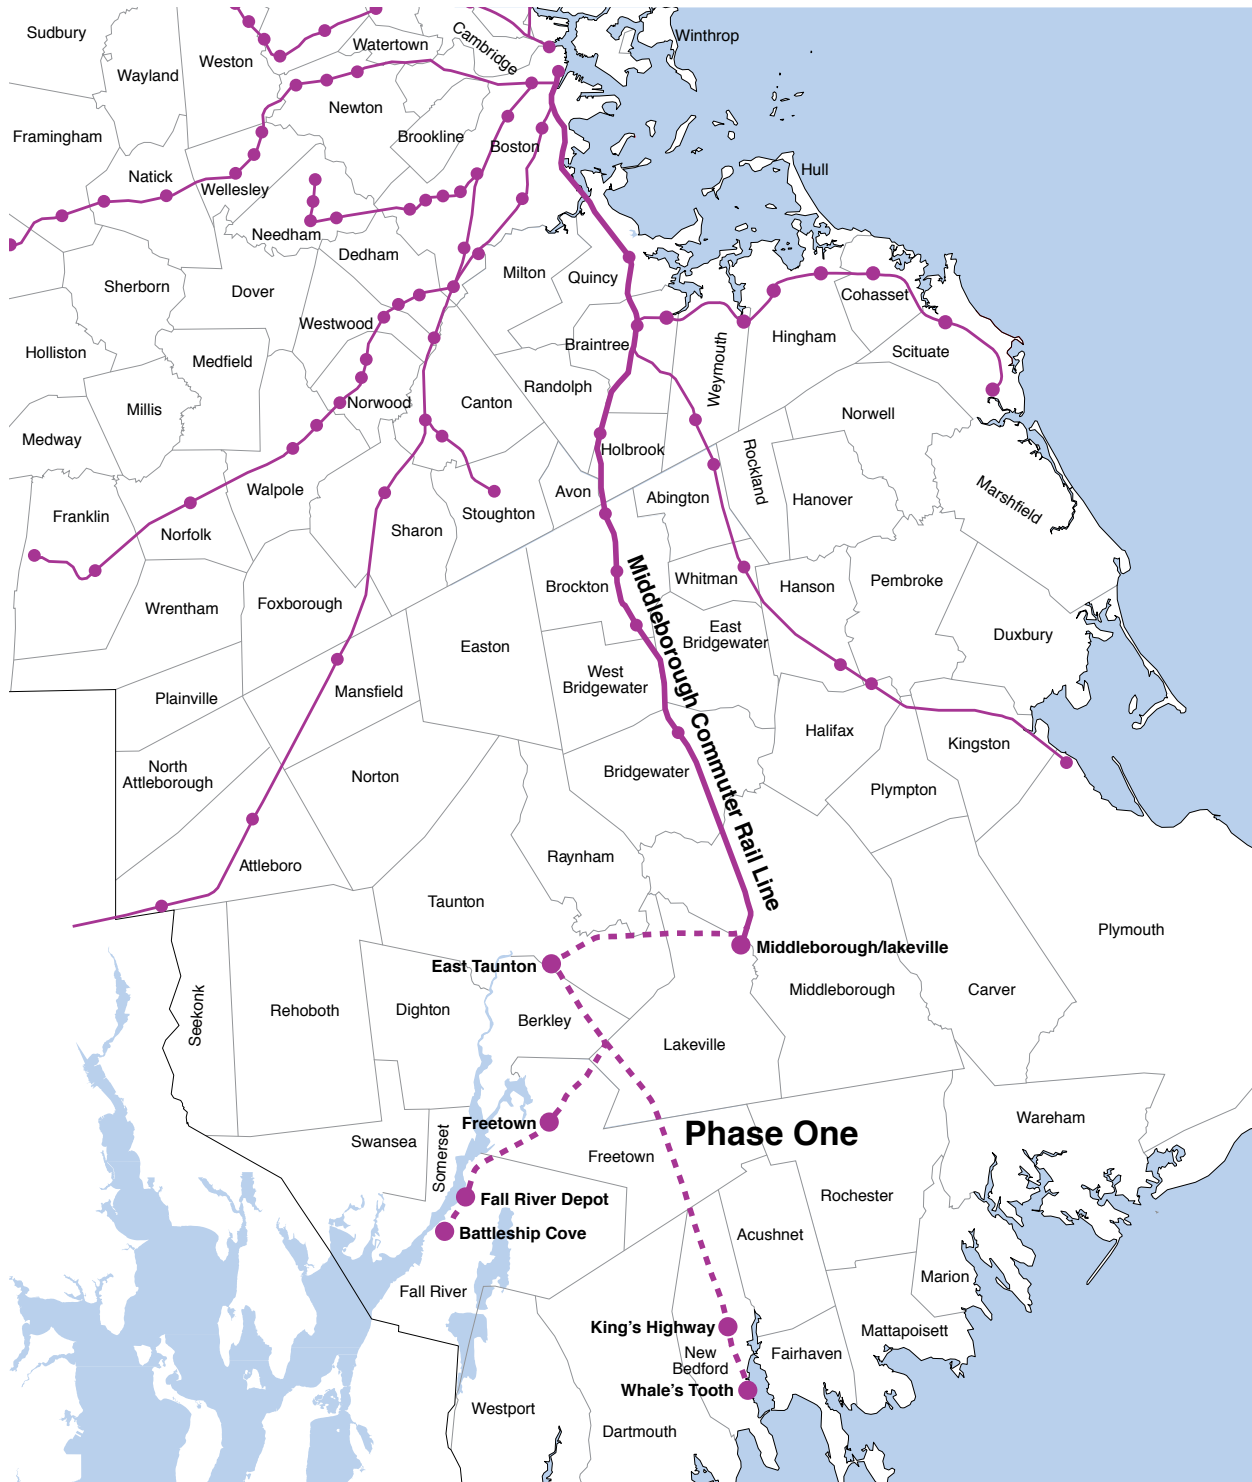 Sudbury
Wayland
Weston
Watertown
Cambridge
Winthrop
Framingham
Newton
Brookline
Boston
Natick
Wellesley
Hull
Needham
Dedham
Milton
Quincy
Sherborn
Dover
Cohasset
Westwood
Holliston
Medfield
Braintree
Weymouth
Hingham
Scituate
Millis
Norwood
Canton
Randolph
Norwell
Medway
Holbrook
Rockland
Walpole
Avon
Abington
Hanover
Marshfield
Franklin
Norfolk
Sharon
Stoughton
Wrentham
Foxborough
Brockton
Whitman
Hanson
Pembroke
Middleborough Commuter Rail Line
Easton
East
Bridgewater
Duxbury
West
Bridgewater
Plainville
Mansfield
Halifax
Kingston
North
Attleborough
Norton
Bridgewater
Plympton
Attleboro
Raynham
Taunton
Plymouth
Middleborough/lakeville
East Taunton
Seekonk
Rehoboth
Dighton
Berkley
Middleborough
Carver
Lakeville
Swansea
Somerset
Freetown
Phase One
Wareham
Freetown
Fall River Depot
Rochester
Battleship Cove
Acushnet
Fall River
Marion
King's Highway
Mattapoisett
New
Bedford
Fairhaven
Whale's Tooth
Westport
Dartmouth